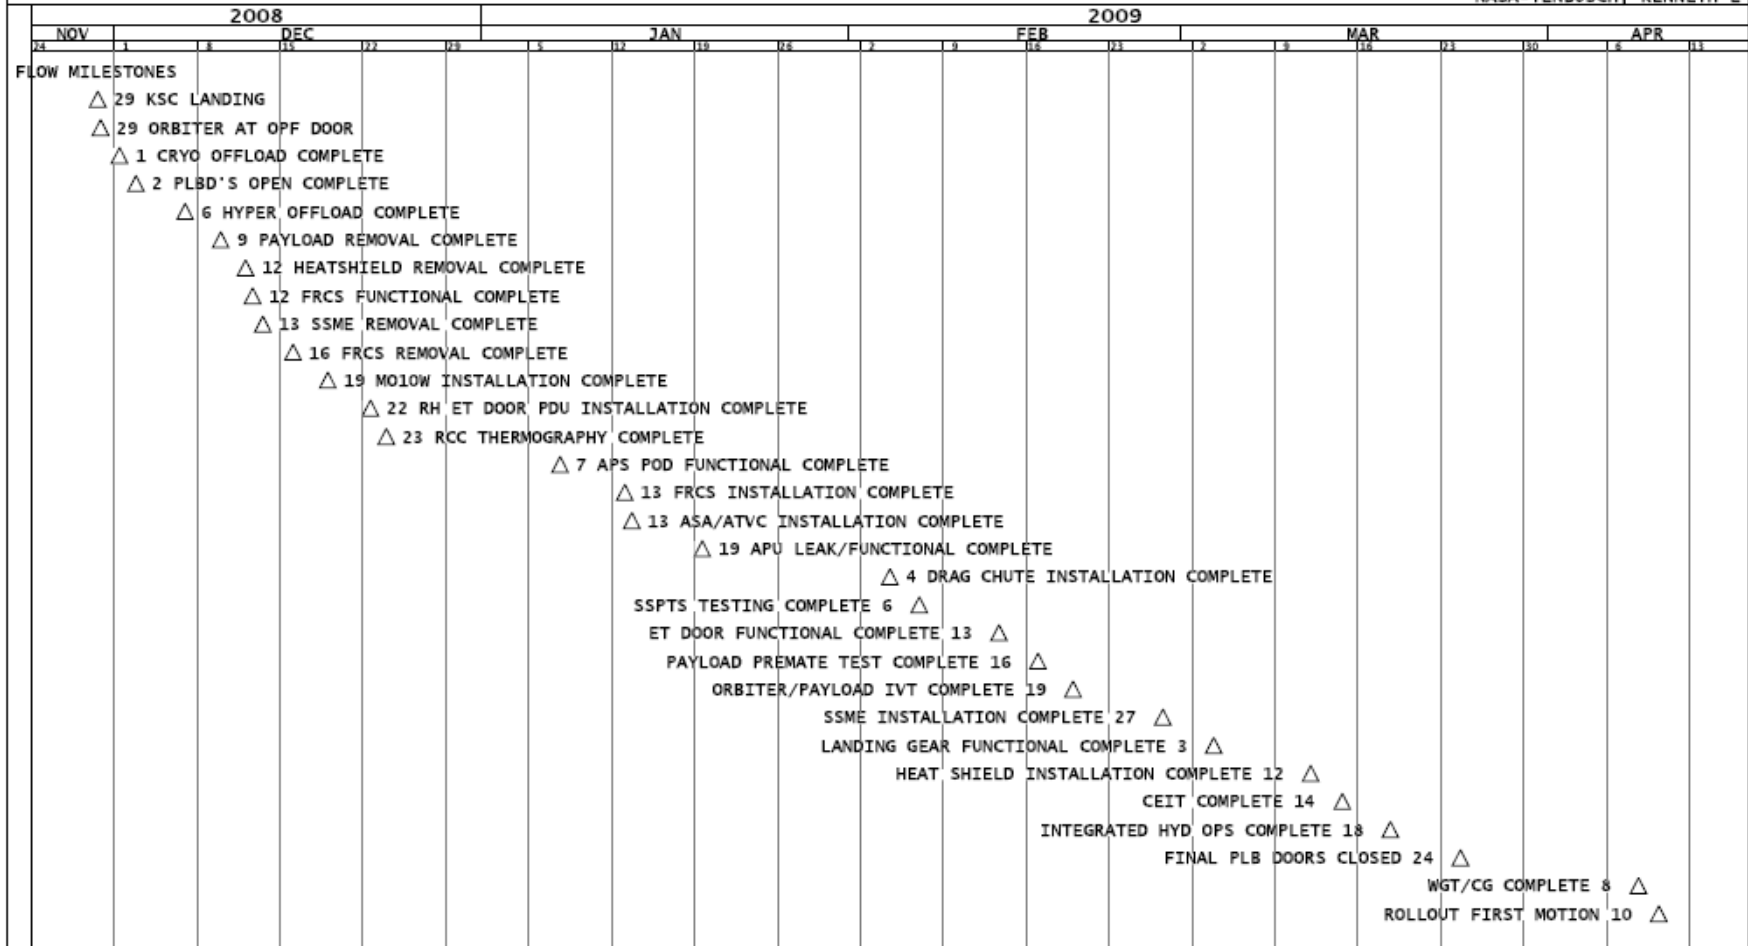 2008 2009
NOV DEC JAN FEB MAR APR
24 1 8 15 22 29 5 12 19 26 2 9 16 23 2 9 16 23 30 6 13
FLOW MILESTONES
29 KSC LANDING
29 ORBITER AT OPF DOOR
1 CRYO OFFLOAD COMPLETE
2 PLBD'S OPEN COMPLETE
6 HYPER OFFLOAD COMPLETE
9 PAYLOAD REMOVAL COMPLETE
12 HEATSHIELD REMOVAL COMPLETE
12 FRCS FUNCTIONAL COMPLETE
13 SSME REMOVAL COMPLETE
16 FRCS REMOVAL COMPLETE
19 MO10W INSTALLATION COMPLETE
22 RH ET DOOR PDU INSTALLATION COMPLETE
23 RCC THERMOGRAPHY COMPLETE
7 APS POD FUNCTIONAL COMPLETE
13 FRCS INSTALLATION COMPLETE
13 ASA/ATVC INSTALLATION COMPLETE
19 APU LEAK/FUNCTIONAL COMPLETE
4 DRAG CHUTE INSTALLATION COMPLETE
SSPTS TESTING COMPLETE 6
ET DOOR FUNCTIONAL COMPLETE 13
PAYLOAD PREMATE TEST COMPLETE 16
ORBITER/PAYLOAD IVT COMPLETE 19
SSME INSTALLATION COMPLETE 27
LANDING GEAR FUNCTIONAL COMPLETE 3
HEAT SHIELD INSTALLATION COMPLETE 12
CEIT COMPLETE 14
INTEGRATED HYD OPS COMPLETE 18
FINAL PLB DOORS CLOSED 24
WGT/CG COMPLETE 8
ROLLOUT FIRST MOTION 10